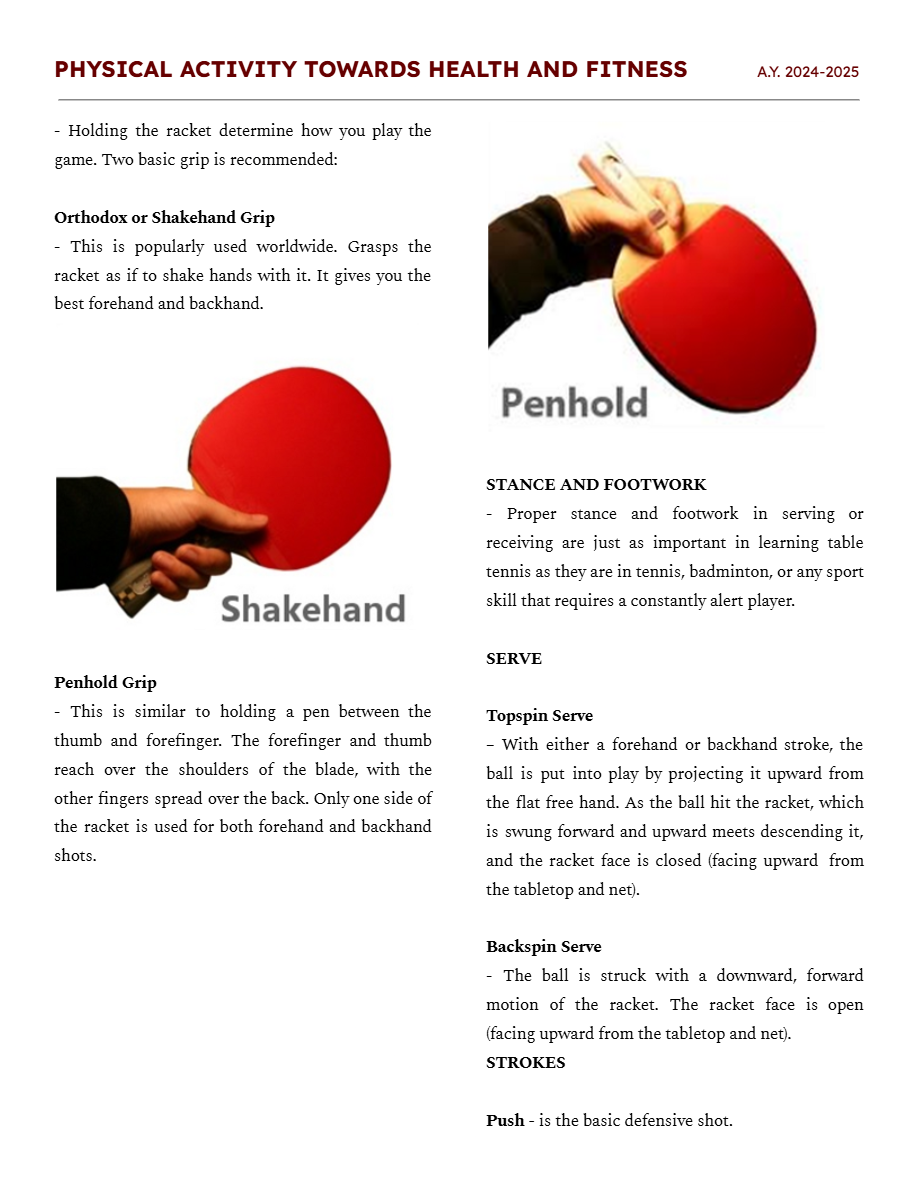 PHYSICAL ACTIVITY TOWARDS HEALTH AND FITNESS
A.Y. 2024-2025
- Holding the racket determine how you play the
game. Two basic grip is recommended:
Orthodox or Shakehand Grip
- This is popularly used worldwide. Grasps the
racket as if to shake hands with it. It gives you the
best forehand and backhand.
Shakehand
Penhold Grip
- This is similar to holding a pen between the
thumb and forefinger. The forefinger and thumb
reach over the shoulders of the blade, with the
other fingers spread over the back. Only one side of
the racket is used for both forehand and backhand
shots.
Penhold
STANCE AND FOOTWORK
- Proper stance and footwork in serving or
receiving are just as important in learning table
tennis as they are in tennis, badminton, or any sport
skill that requires a constantly alert player.
SERVE
Topspin Serve
– With either a forehand or backhand stroke, the
ball is put into play by projecting it upward from
the flat free hand. As the ball hit the racket, which
is swung forward and upward meets descending it,
and the racket face is closed (facing upward from
the tabletop and net).
Backspin Serve
- The ball is struck with a downward, forward
motion of the racket. The racket face is open
(facing upward from the tabletop and net).
STROKES
Push - is the basic defensive shot.